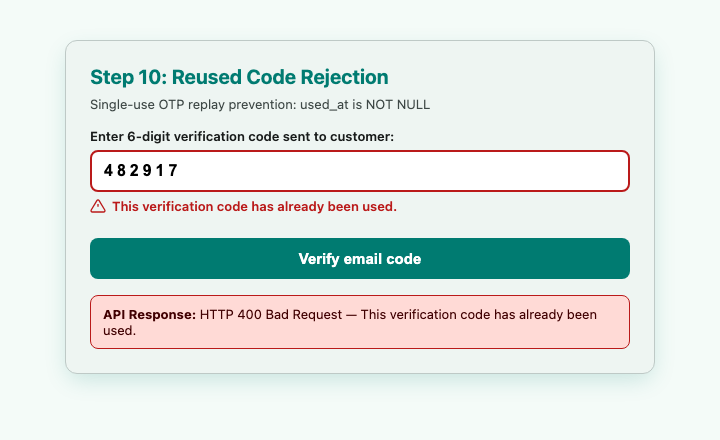 Step 10: Reused Code Rejection
Single-use OTP replay prevention: used_at is NOT NULL
Enter 6-digit verification code sent to customer:
482917
This verification code has already been used.
Verify email code
API Response: HTTP 400 Bad Request — This verification code has already been
used.